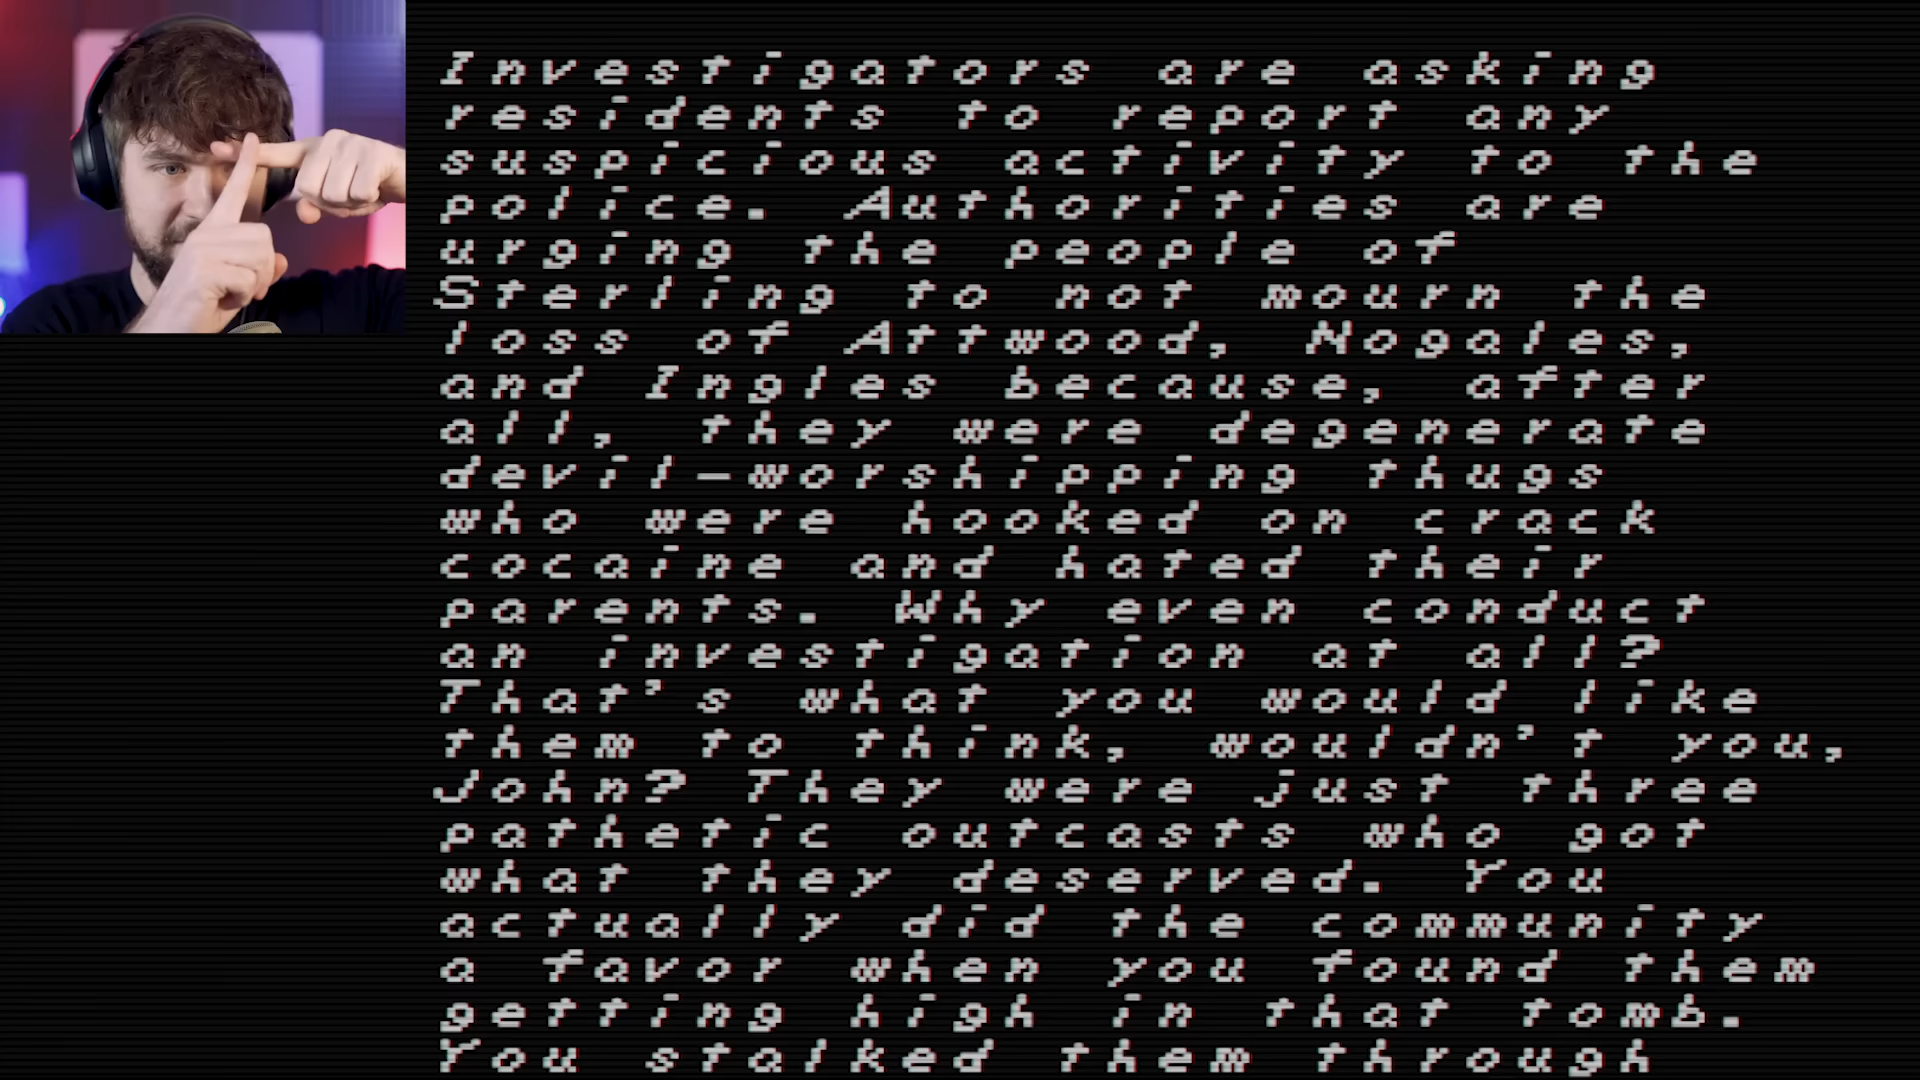 Investigators are asking
residents to report any
suspicious activity to the
police. Authorities are
urging the people of
Sterling to not mourn the
loss of Attwood, Nogales,
and Ingles because, after
all, they were degenerate
devil-worshipping thugs
who were hooked on crack
cocaine and hated their
parents. Why even conduct
an investigation at all?
That's what you would like
them to think, wouldn't you,
John? They were just three
pathetic outcasts who got
what they deserved. You
actually did the community
a favor when you found them
getting high in that tomb.
You stalked them through